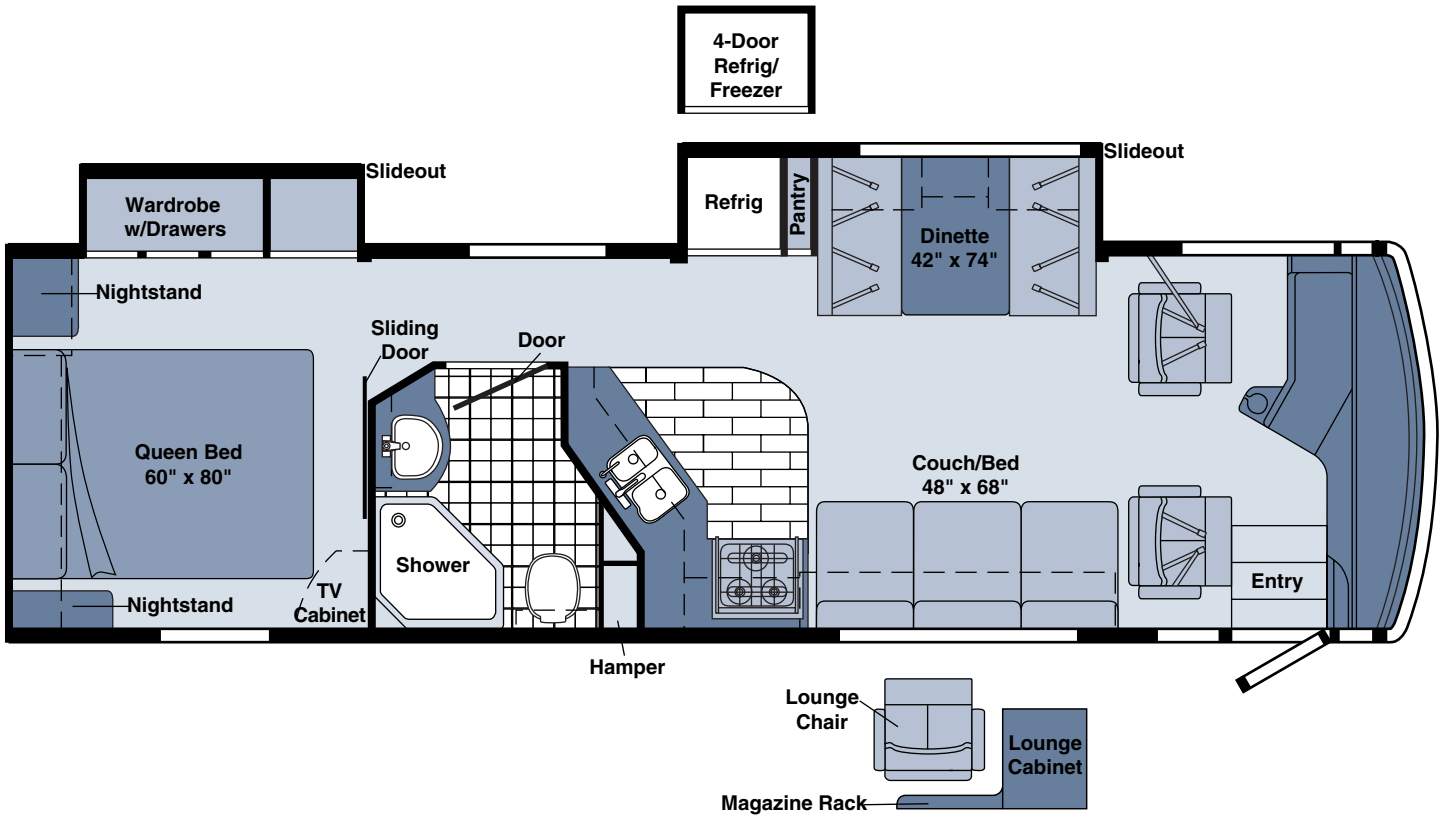 4-Door
Refrig/
Freezer
Slideout
Slideout
Wardrobe
w/Drawers
Refrig
Pantry
Dinette
42" x 74"
Nightstand
Sliding
Door
Door
Queen Bed
60" x 80"
Couch/Bed
48" x 68"
Shower
Entry
TV
Cabinet
Nightstand
Hamper
Lounge
Chair
Lounge
Cabinet
Magazine Rack